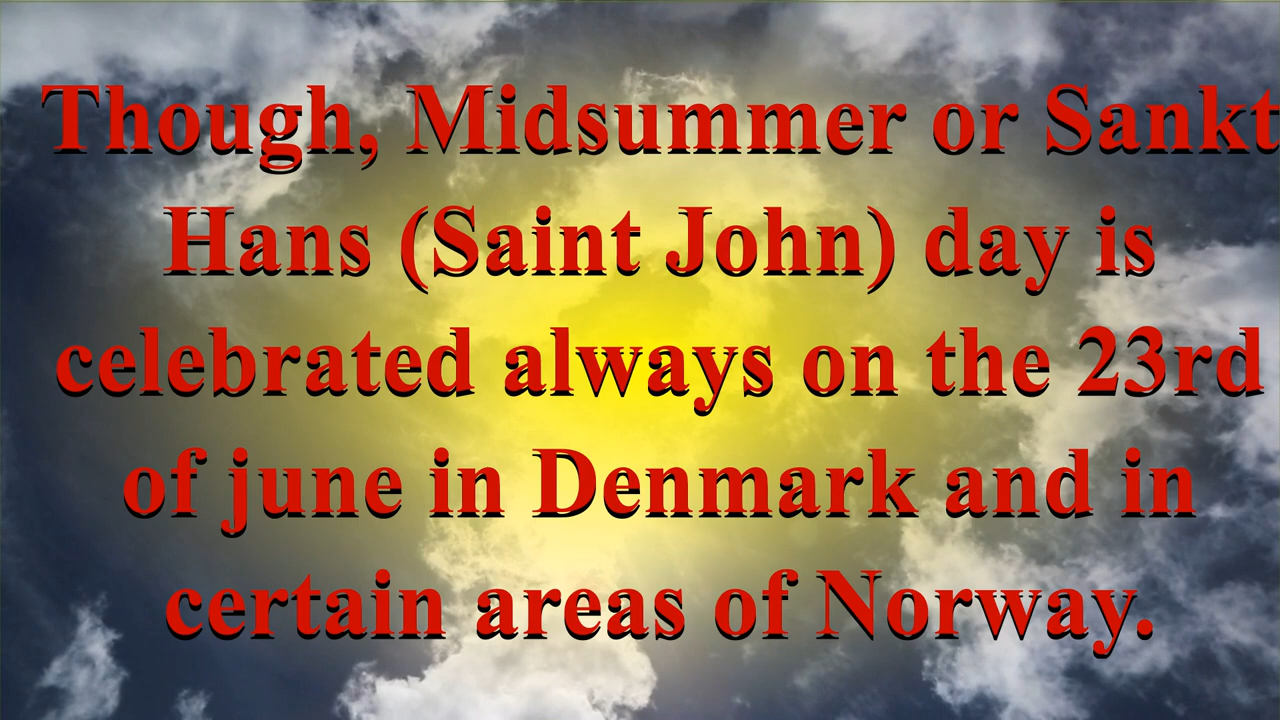 Though, Midsummer or Sankt
Hans (Saint John) day is
celebrated always on the 23rd
of june in Denmark and in
certain areas of Norway.